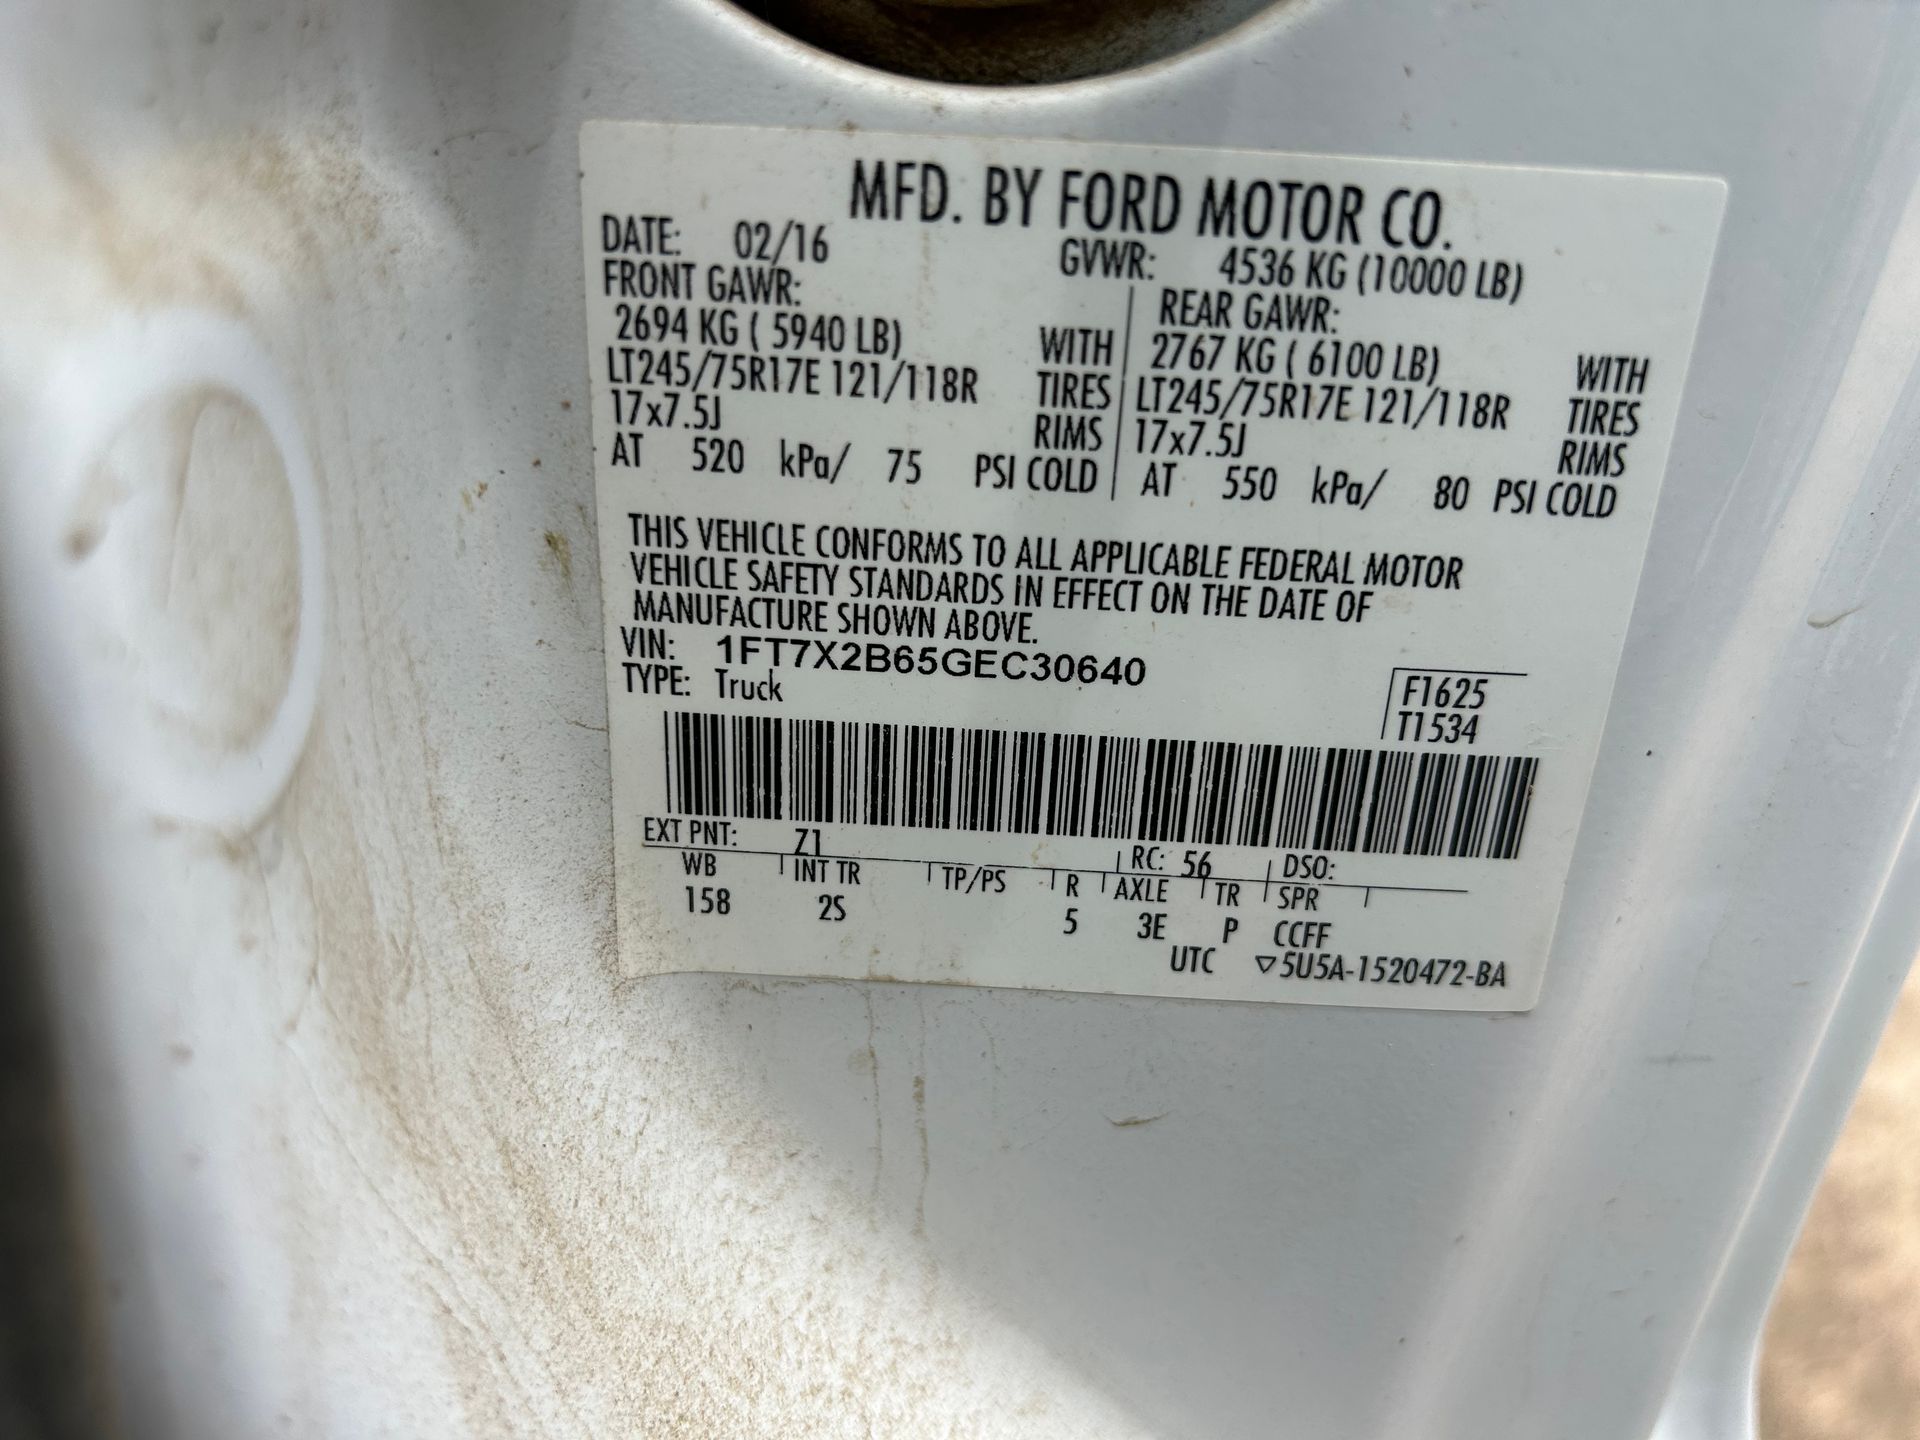 MFD. BY FORD MOTOR CO.
DATE: 02/16 GVWR: 4536 KG (10000 LB)
FRONT GAWR: REAR GAWR:
2694 KG ( 5940 LB) WITH 2767 KG ( 6100 LB) WITH
LT245/75R17E 121/118R TIRES LT245/75R17E 121/118R TIRES
17x7.5J RIMS 17x7.5J RIMS
AT 520 kPa/ 75 PSI COLD AT 550 kPa/ 80 PSI COLD
THIS VEHICLE CONFORMS TO ALL APPLICABLE FEDERAL MOTOR
VEHICLE SAFETY STANDARDS IN EFFECT ON THE DATE OF
MANUFACTURE SHOWN ABOVE.
VIN: 1FT7X2B65GEC30640
TYPE: Truck
F1625
T1534
EXT PNT: Z1 RC: 56 DSO:
WB INT TR TP/PS R AXLE TR SPR
158 2S 5 3E P CCFF
UTC ▽5U5A-1520472-BA